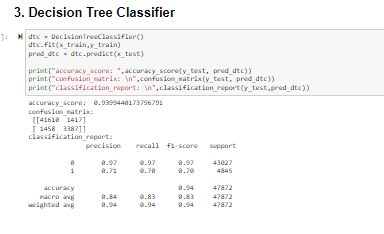 3. Decision Tree Classifier
]:
dtc = DecisionTreeClassifier()
dtc.fit(x_train,y_train)
pred_dtc = dtc.predict(x_test)
print("accuracy_score: ",accuracy_score(y_test, pred_dtc))
print("confusion_matrix: \n",confusion_matrix(y_test, pred_dtc))
print("classification_report: \n",classification_report(y_test,pred_dtc))
accuracy_score: 0.9399440173796791
confusion_matrix:
[[41610 1417]
[ 1458 3387]]
classification_report:
precision recall f1-score support
0 0.97 0.97 0.97 43027
1 0.71 0.70 0.70 4845
accuracy 0.94 47872
macro avg 0.84 0.83 0.83 47872
weighted avg 0.94 0.94 0.94 47872